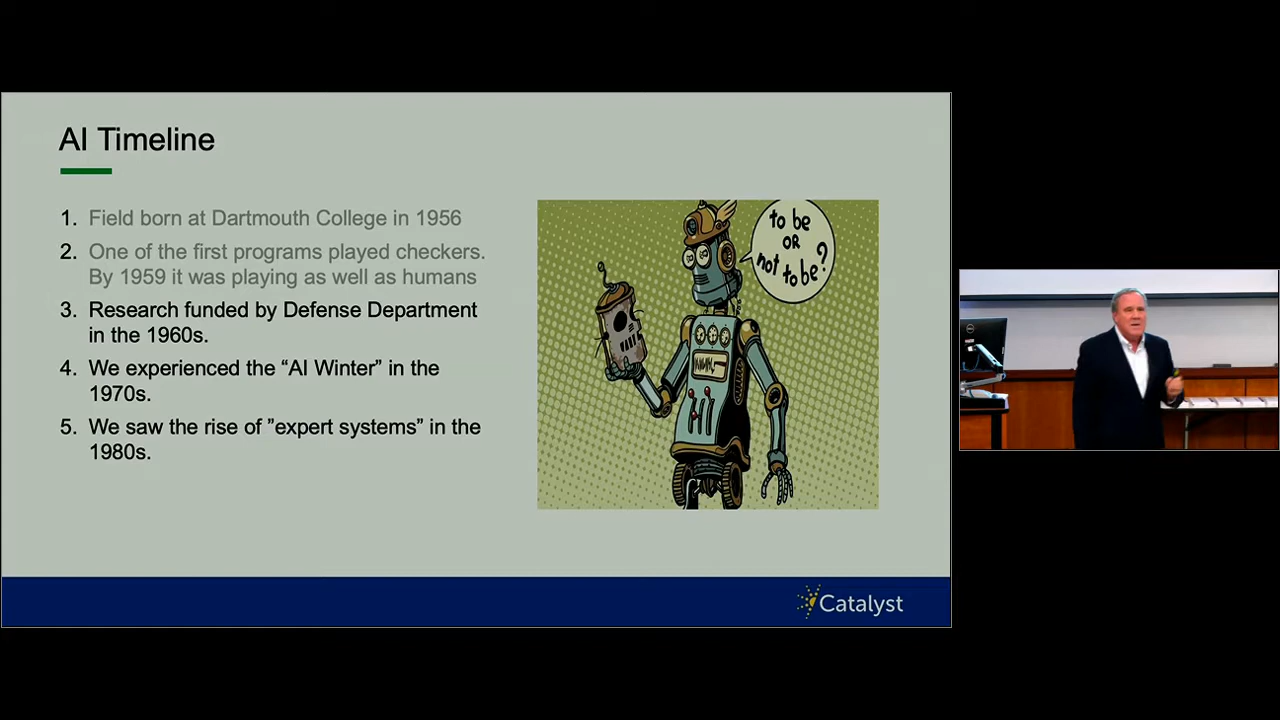 AI Timeline
1. Field born at Dartmouth College in 1956
2. One of the first programs played checkers.
By 1959 it was playing as well as humans
3. Research funded by Defense Department
in the 1960s.
4. We experienced the “AI Winter” in the
1970s.
5. We saw the rise of ”expert systems” in the
1980s.
to be
OR
not to be?
Catalyst